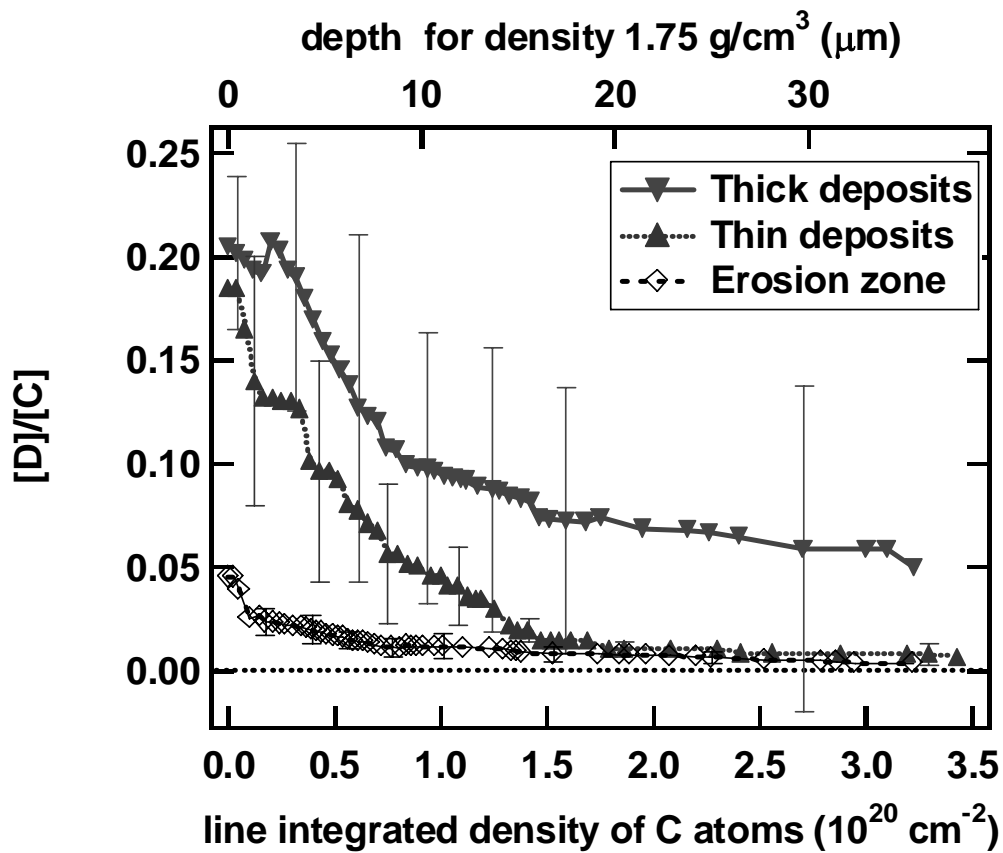 depth for density 1.75 g/cm³ (μm)
0 10 20 30
0.25
0.20
0.15
0.10
0.05
0.00
[D]/[C]
Thick deposits
Thin deposits
Erosion zone
0.0 0.5 1.0 1.5 2.0 2.5 3.0 3.5
line integrated density of C atoms (10²⁰ cm⁻²)